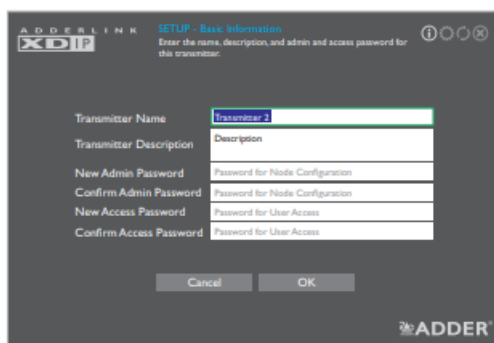 ADDERLINK
XDIP
SETUP - Basic Information
Enter the name, description, and admin and access password for
this transmitter.
Transmitter Name
Transmitter 2
Transmitter Description
Description
New Admin Password
Password for Node Configuration
Confirm Admin Password
Password for Node Configuration
New Access Password
Password for User Access
Confirm Access Password
Password for User Access
Cancel
OK
ADDER